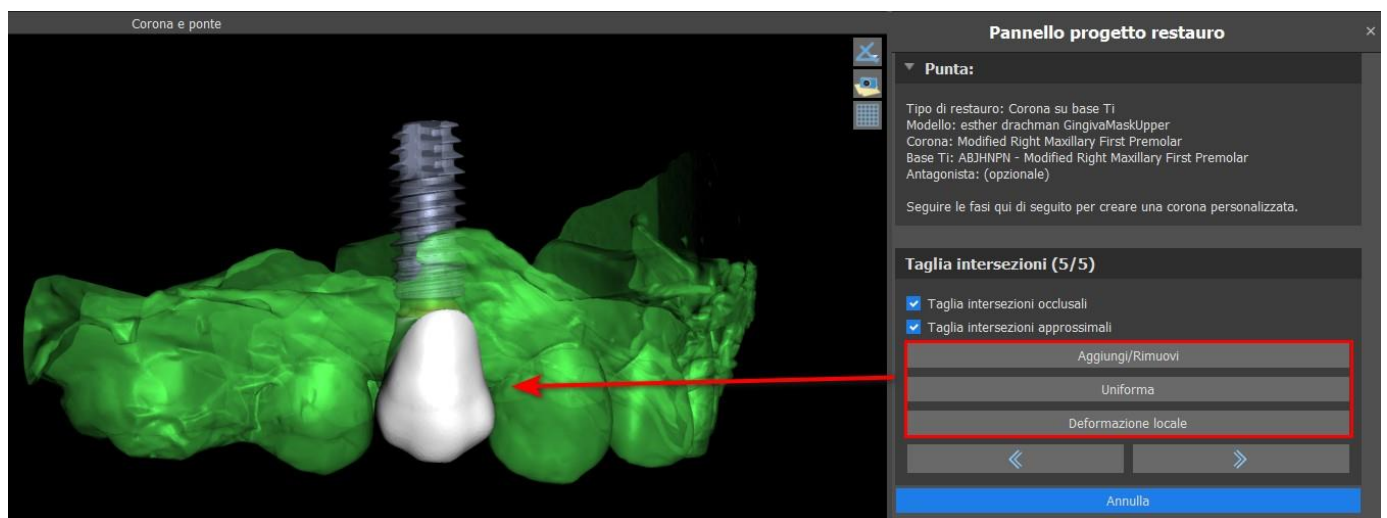 Corona e ponte
Pannello progetto restauro
Punta:
Tipo di restauro: Corona su base Ti
Modello: esther drachman GingivaMaskUpper
Corona: Modified Right Maxillary First Premolar
Base Ti: ABJHNPN - Modified Right Maxillary First Premolar
Antagonista: (opzionale)
Seguire le fasi qui di seguito per creare una corona personalizzata.
Taglia intersezioni (5/5)
Taglia intersezioni occlusali
Taglia intersezioni approssimali
Aggiungi/Rimuovi
Uniforma
Deformazione locale
Annulla